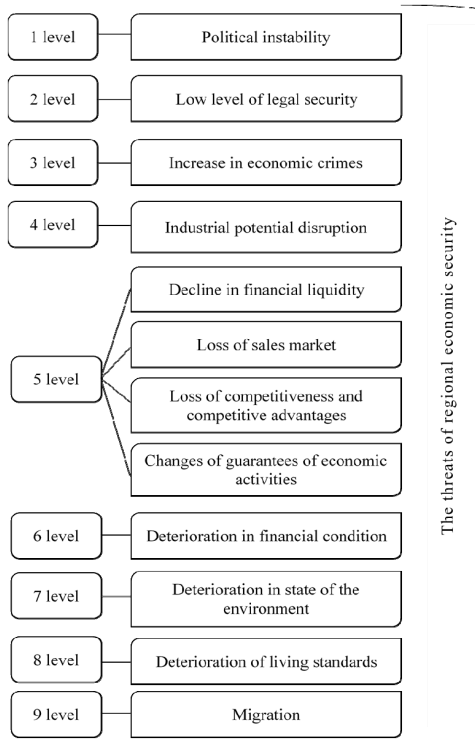 1 level
Political instability
2 level
Low level of legal security
3 level
Increase in economic crimes
4 level
Industrial potential disruption
5 level
Decline in financial liquidity
Loss of sales market
Loss of competitiveness and
competitive advantages
Changes of guarantees of economic
activities
6 level
Deterioration in financial condition
7 level
Deterioration in state of the
environment
8 level
Deterioration of living standards
9 level
Migration
The threats of regional economic security